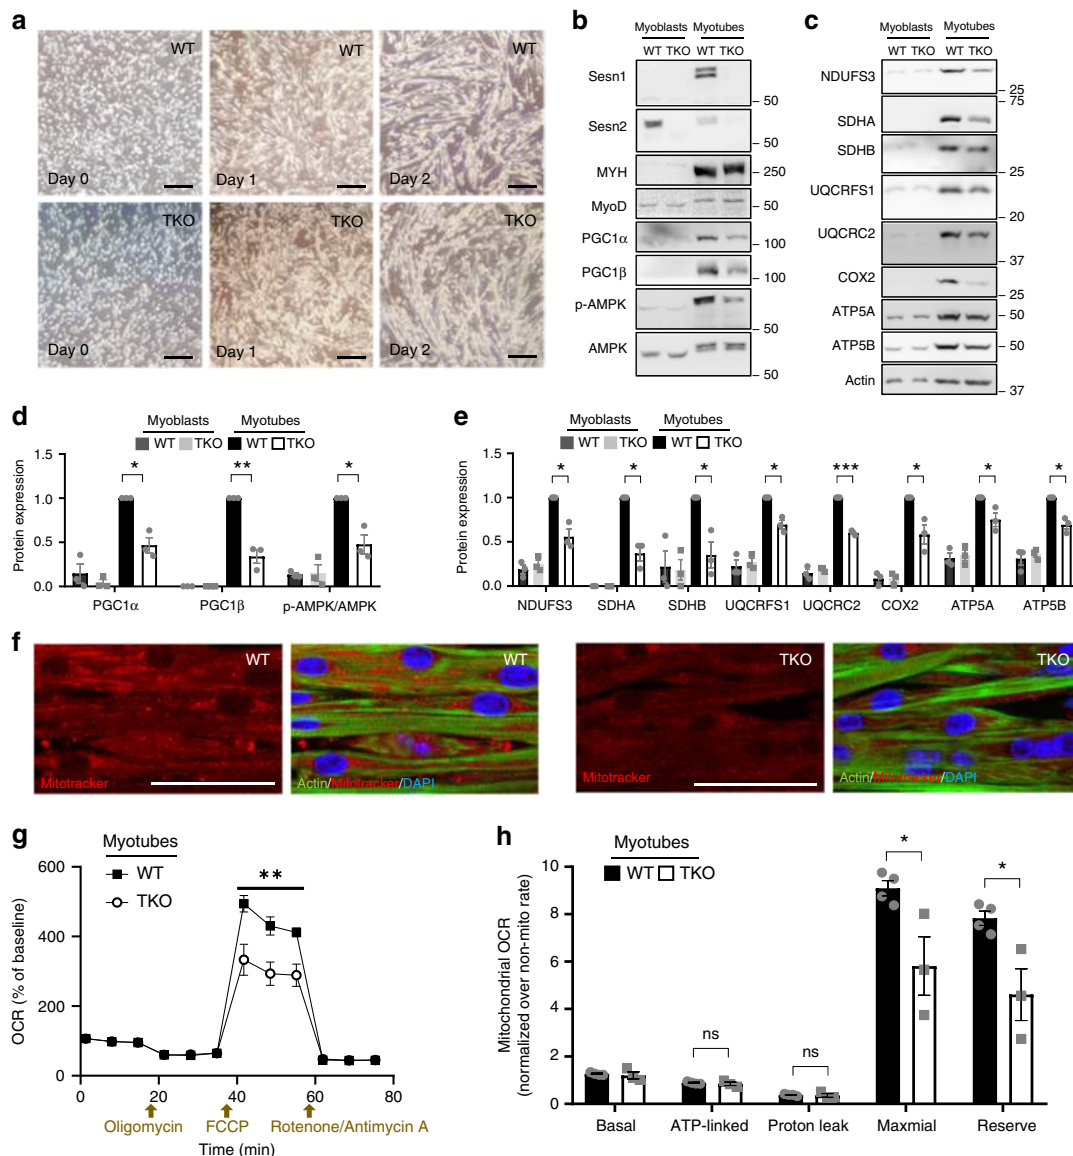 a
WT
WT
WT
Day 0
Day 1
Day 2
TKO
TKO
TKO
Day 0
Day 1
Day 2
b
Myoblasts Myotubes
WT TKO WT TKO
Sesn1
50
Sesn2
50
MYH
250
MyoD
50
PGC1α
100
PGC1β
100
p-AMPK
50
AMPK
50
c
Myoblasts Myotubes
WT TKO WT TKO
NDUFS3
25
75
SDHA
SDHB
25
UQCRFS1
20
UQCRC2
37
COX2
25
ATP5A
50
ATP5B
50
Actin
37
d
Myoblasts Myotubes
WT TKO WT TKO
Protein expression
1.5
1.0
0.5
0.0
* ** *
PGC1α PGC1β p-AMPK/AMPK
e
Myoblasts Myotubes
WT TKO WT TKO
Protein expression
1.5
1.0
0.5
0.0
* * * * *** * * *
NDUFS3 SDHA SDHB UQCRFS1 UQCRC2 COX2 ATP5A ATP5B
f
WT
WT
TKO
TKO
Mitotracker
Actin/Mitotracker/DAPI
Mitotracker
Actin/Mitotracker/DAPI
g
Myotubes
WT
TKO
**
OCR (% of baseline)
600
400
200
0
0 20 40 60 80
Oligomycin FCCP Rotenone/Antimycin A
Time (min)
h
Myotubes
WT TKO
Mitochondrial OCR
(normalized over non-mito rate)
10
8
6
4
2
0
ns ns * *
Basal ATP-linked Proton leak Maxmial Reserve